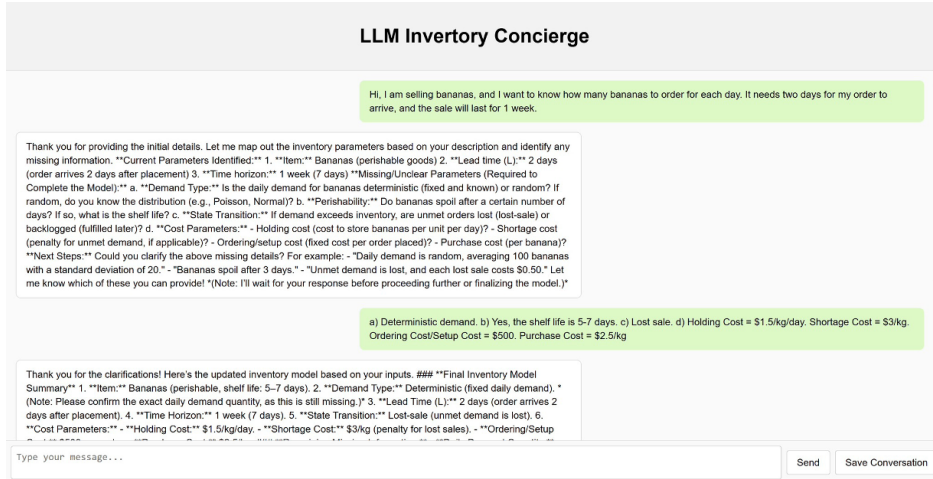 LLM Invertory Concierge
Hi, I am selling bananas, and I want to know how many bananas to order for each day. It needs two days for my order to
arrive, and the sale will last for 1 week.
Thank you for providing the initial details. Let me map out the inventory parameters based on your description and identify any
missing information. **Current Parameters Identified:** 1. **Item:** Bananas (perishable goods) 2. **Lead time (L):** 2 days
(order arrives 2 days after placement) 3. **Time horizon:** 1 week (7 days) **Missing/Unclear Parameters (Required to
Complete the Model):** a. **Demand Type:** Is the daily demand for bananas deterministic (fixed and known) or random? If
random, do you know the distribution (e.g., Poisson, Normal)? b. **Perishability:** Do bananas spoil after a certain number of
days? If so, what is the shelf life? c. **State Transition:** If demand exceeds inventory, are unmet orders lost (lost-sale) or
backlogged (fulfilled later)? d. **Cost Parameters:** - Holding cost (cost to store bananas per unit per day)? - Shortage cost
(penalty for unmet demand, if applicable)? - Ordering/setup cost (fixed cost per order placed)? - Purchase cost (per banana)?
**Next Steps:** Could you clarify the above missing details? For example: - "Daily demand is random, averaging 100 bananas
with a standard deviation of 20." - "Bananas spoil after 3 days." - "Unmet demand is lost, and each lost sale costs $0.50." Let
me know which of these you can provide! *(Note: I'll wait for your response before proceeding further or finalizing the model.)*
a) Deterministic demand. b) Yes, the shelf life is 5-7 days. c) Lost sale. d) Holding Cost = $1.5/kg/day. Shortage Cost = $3/kg.
Ordering Cost/Setup Cost = $500. Purchase Cost = $2.5/kg
Thank you for the clarifications! Here's the updated inventory model based on your inputs. ### **Final Inventory Model
Summary** 1. **Item:** Bananas (perishable, shelf life: 5–7 days). 2. **Demand Type:** Deterministic (fixed daily demand). *
(Note: Please confirm the exact daily demand quantity, as this is still missing.)* 3. **Lead Time (L):** 2 days (order arrives 2
days after placement). 4. **Time Horizon:** 1 week (7 days). 5. **State Transition:** Lost-sale (unmet demand is lost). 6.
**Cost Parameters:** - **Holding Cost:** $1.5/kg/day. - **Shortage Cost:** $3/kg (penalty for lost sales). - **Ordering/Setup
Type your message...
Send
Save Conversation